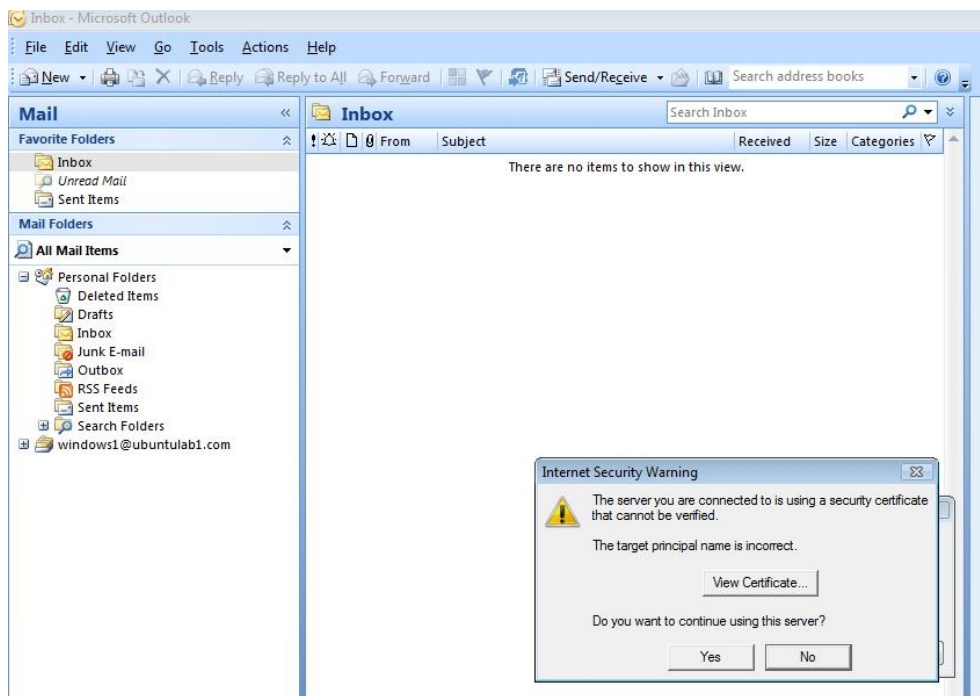 Inbox - Microsoft Outlook
File Edit View Go Tools Actions Help
New Reply Reply to All Forward Send/Receive Search address books
Mail « Inbox Search Inbox
Favorite Folders
From Subject Received Size Categories
Inbox
There are no items to show in this view.
Unread Mail
Sent Items
Mail Folders
All Mail Items
Personal Folders
Deleted Items
Drafts
Inbox
Junk E-mail
Outbox
RSS Feeds
Sent Items
Search Folders
windows1@ubuntulab1.com
Internet Security Warning
The server you are connected to is using a security certificate
that cannot be verified.
The target principal name is incorrect.
View Certificate...
Do you want to continue using this server?
Yes No